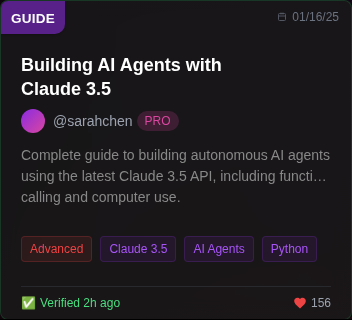 GUIDE
01/16/25
Building AI Agents with
Claude 3.5
@sarahchen PRO
Complete guide to building autonomous AI agents
using the latest Claude 3.5 API, including functi…
calling and computer use.
Advanced Claude 3.5 AI Agents Python
✅ Verified 2h ago ❤ 156